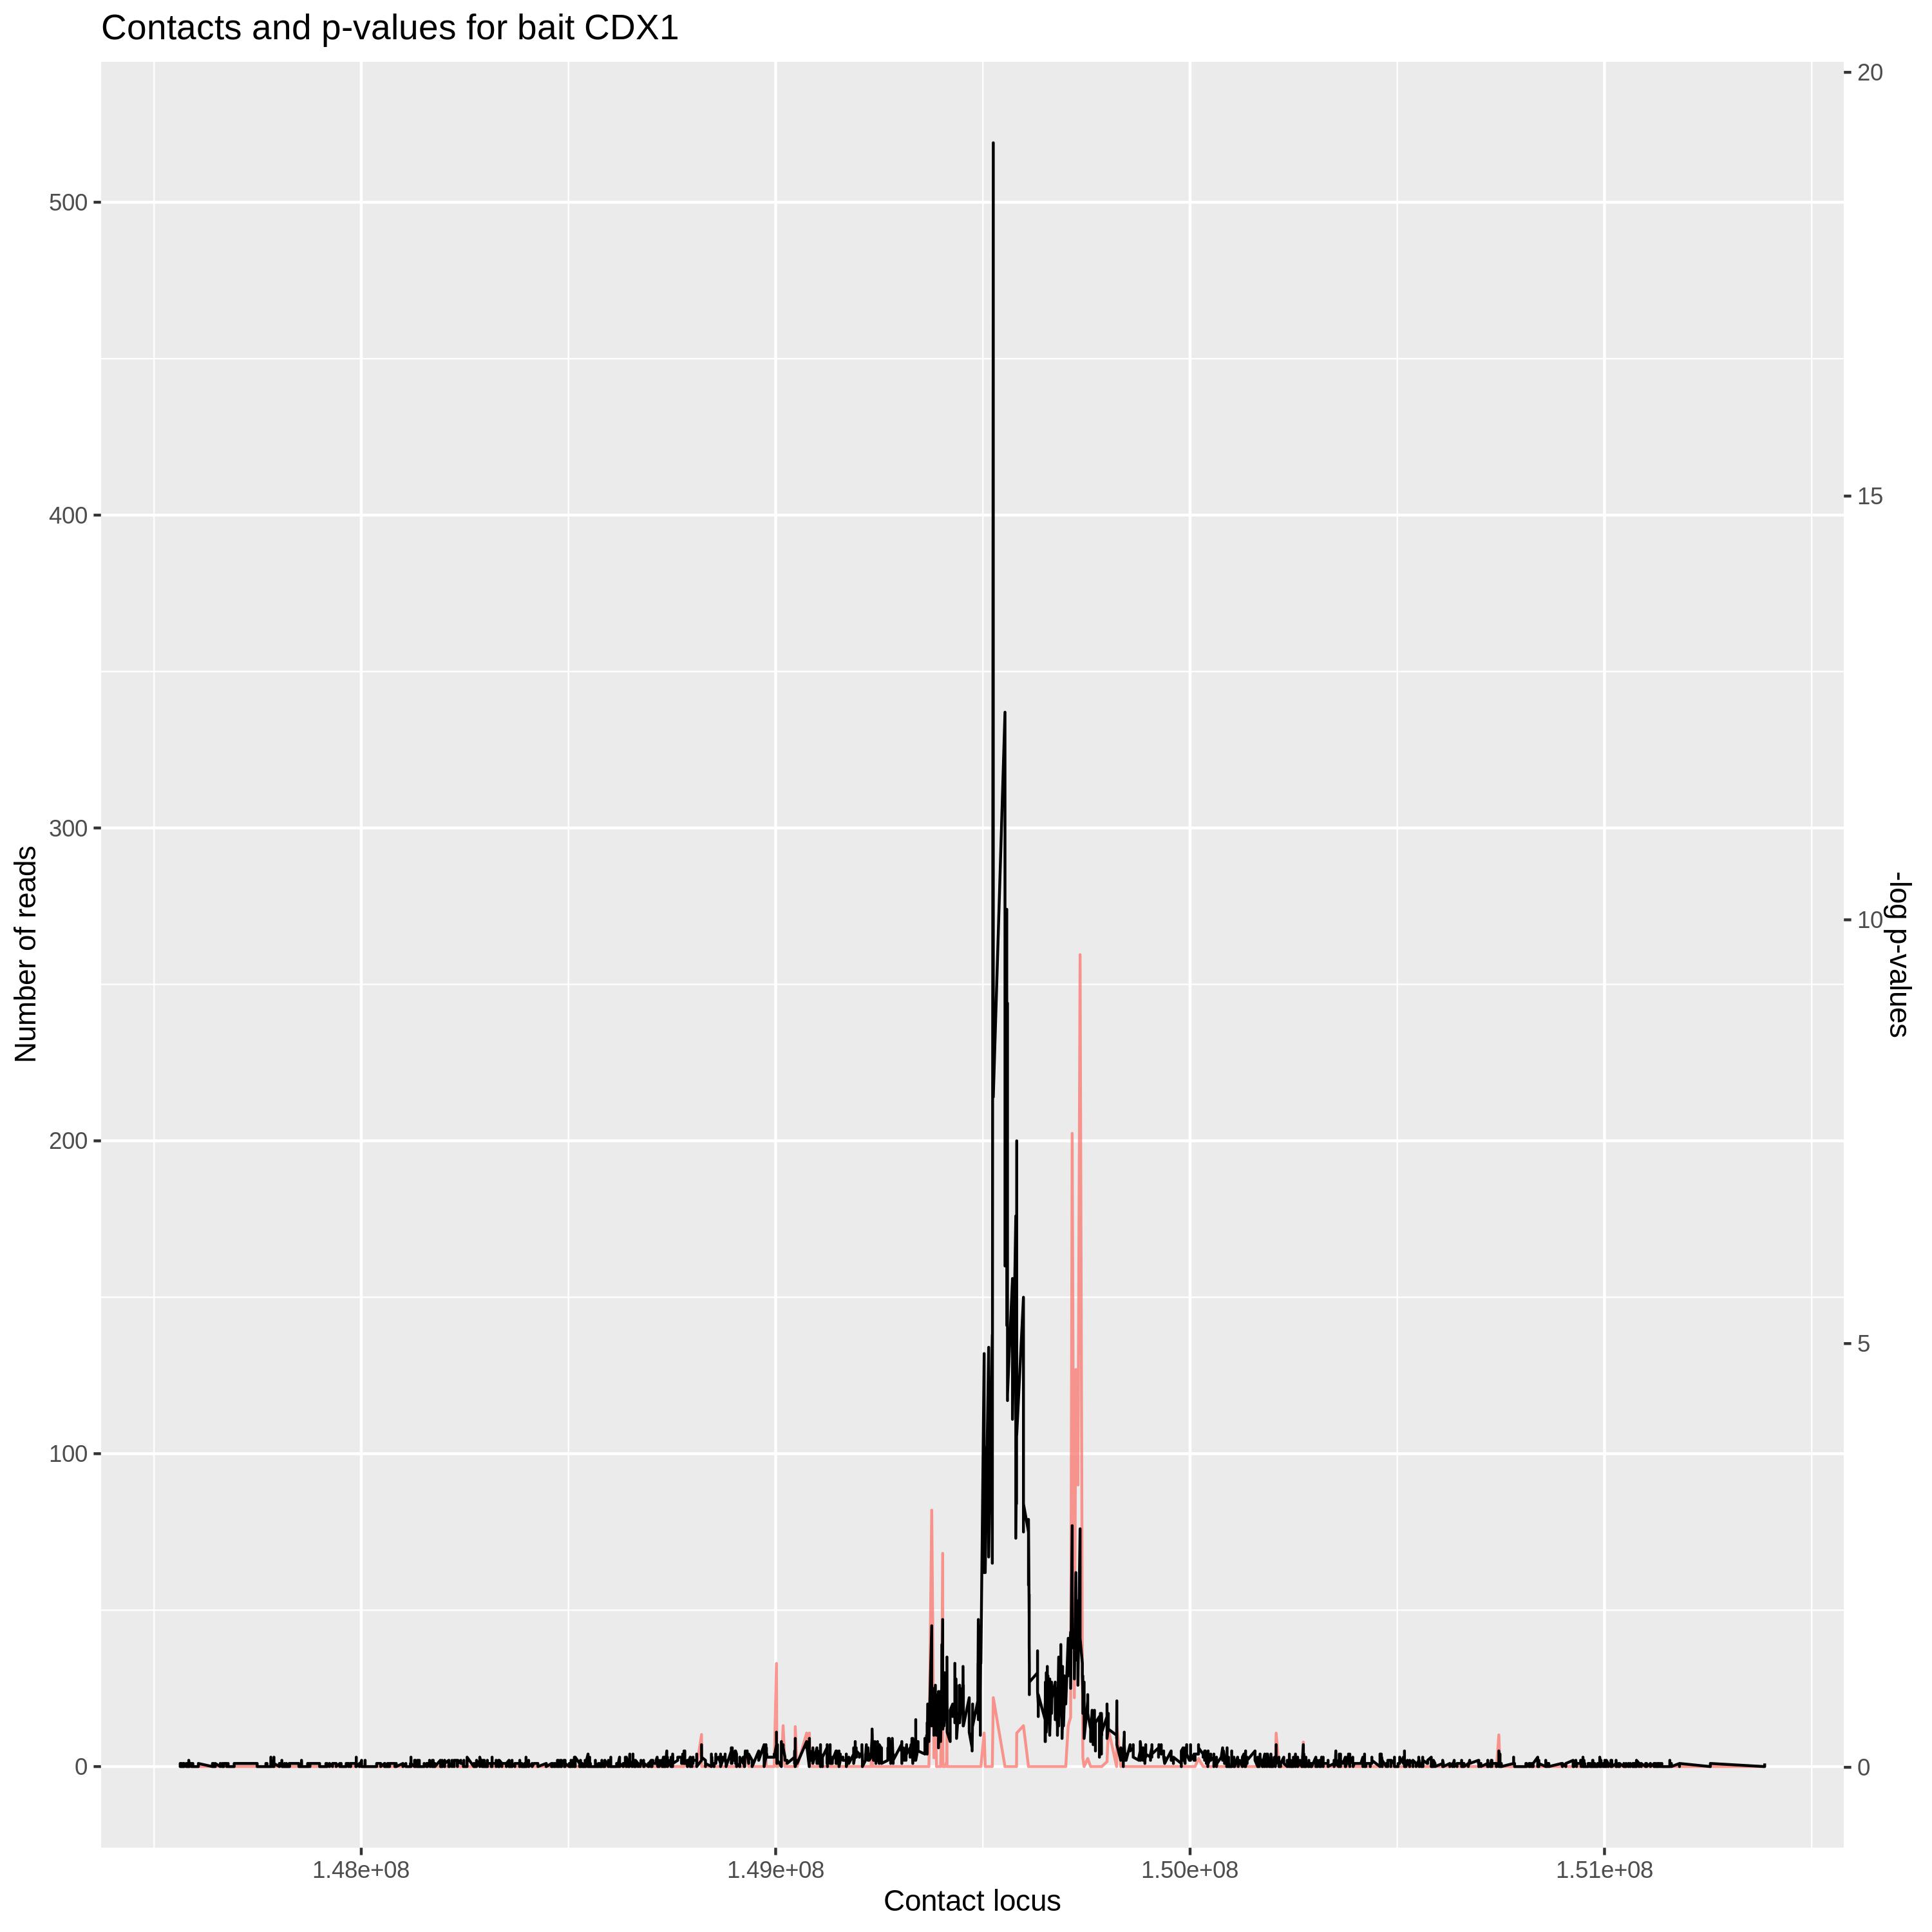 Contacts and p-values for bait CDX1
20
500
15
400
300
10
200
5
100
0
0
Number of reads
-log p-values
1.48e+08
1.49e+08
1.50e+08
1.51e+08
Contact locus